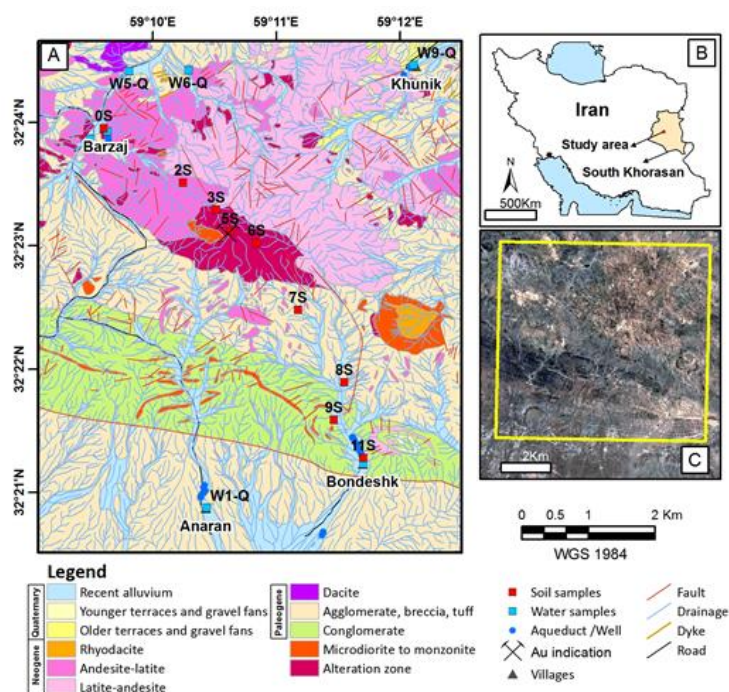 59°10'E
59°11'E
59°12'E
A
B
C
W5-Q
W6-Q
W9-Q
Khunik
32°24'N
0S
Barzaj
2S
3S
5S
6S
32°23'N
7S
32°22'N
8S
9S
11S
Bondeshk
32°21'N
W1-Q
Anaran
Iran
Study area
South Khorasan
N
500Km
2Km
0 0.5 1 2 Km
WGS 1984
Legend
Quaternary
Recent alluvium
Younger terraces and gravel fans
Older terraces and gravel fans
Neogene
Rhyodacite
Andesite-latite
Latite-andesite
Paleogene
Dacite
Agglomerate, breccia, tuff
Conglomerate
Microdiorite to monzonite
Alteration zone
Soil samples
Water samples
Aqueduct /Well
Au indication
Villages
Fault
Drainage
Dyke
Road